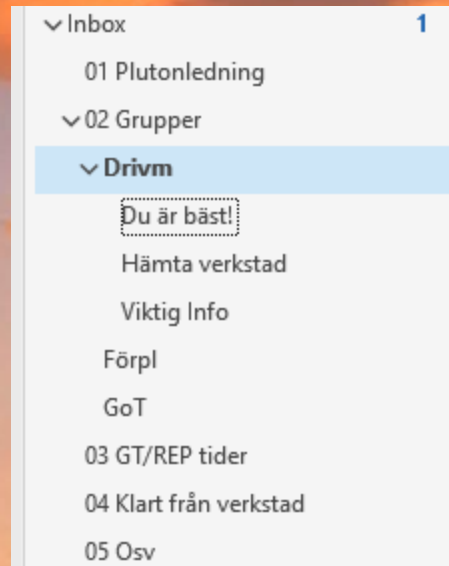 Inbox 1
01 Plutonledning
02 Grupper
Drivm
Du är bäst!
Hämta verkstad
Viktig Info
Förpl
GoT
03 GT/REP tider
04 Klart från verkstad
05 Osv